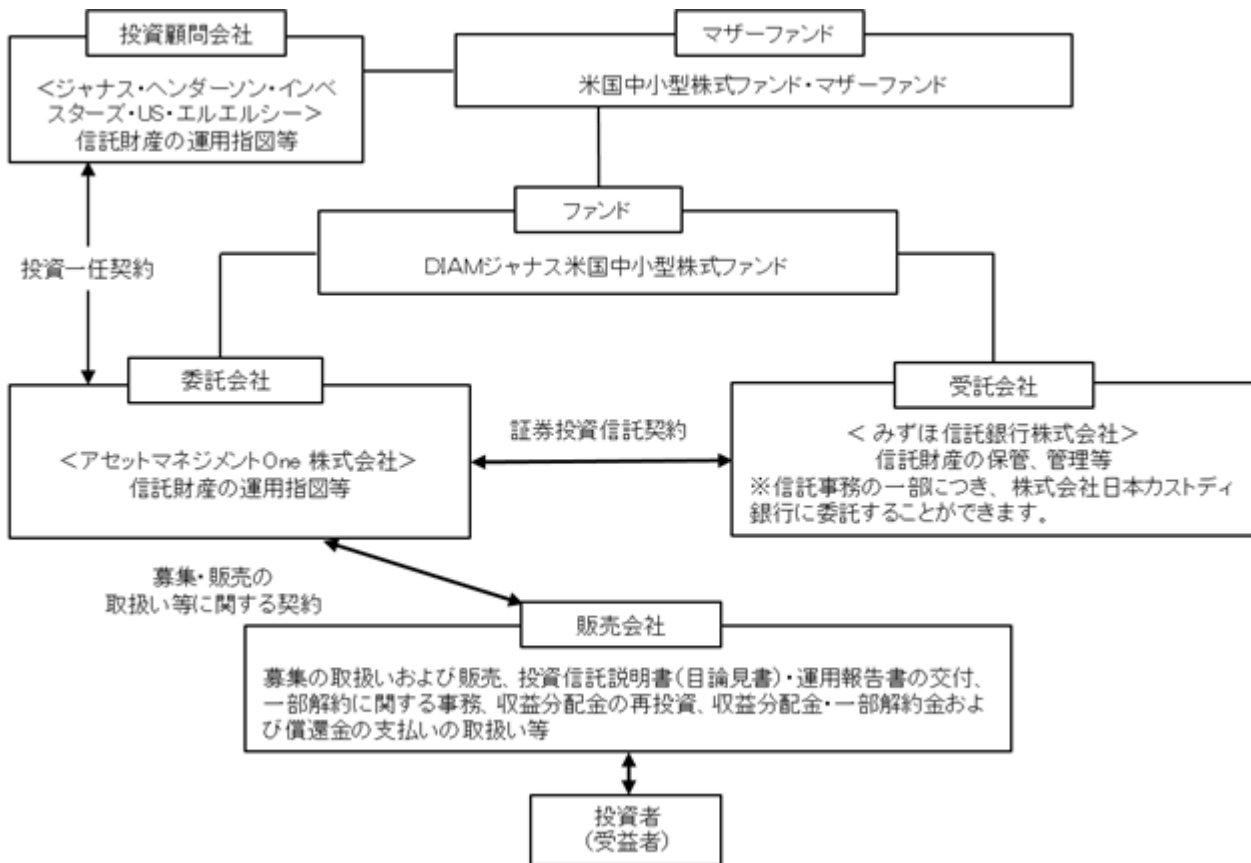 投資顧問会社
<ジャナス・ヘンダーソン・インベ
スターズ・US・エルエルシー>
信託財産の運用指図等
マザーファンド
米国中小型株式ファンド・マザーファンド
ファンド
DIAMジャナス米国中小型株式ファンド
投資一任契約
委託会社
<アセットマネジメントOne 株式会社>
信託財産の運用指図等
証券投資信託契約
受託会社
< みずほ信託銀行株式会社>
信託財産の保管、管理等
※信託事務の一部につき、株式会社日本カストディ
銀行に委託することができます。
募集・販売の
取扱い等に関する契約
販売会社
募集の取扱いおよび販売、投資信託説明書(目論見書)・運用報告書の交付、
一部解約に関する事務、収益分配金の再投資、収益分配金・一部解約金およ
び償還金の支払いの取扱い等
投資者
(受益者)